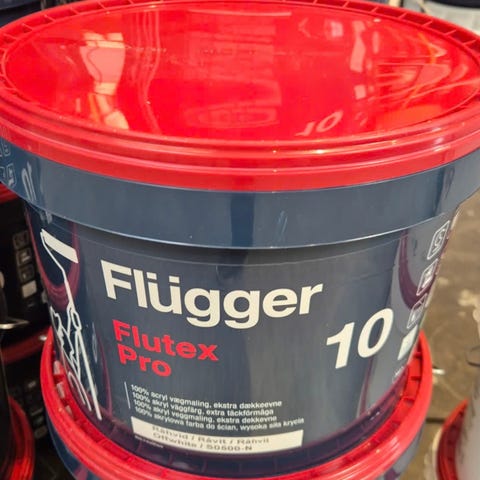 Flügger
Flutex
Pro
10
100% acryl vægmaling, ekstra dækkeevne
100% akryl väggfärg, extra täckförmåga
100% akryl veggmaling, ekstra dekkevne
100% akrylowa farba do ścian, wysoka siła krycia
Råhvid / Råvit / Råhvit
Offwhite / S0500-N